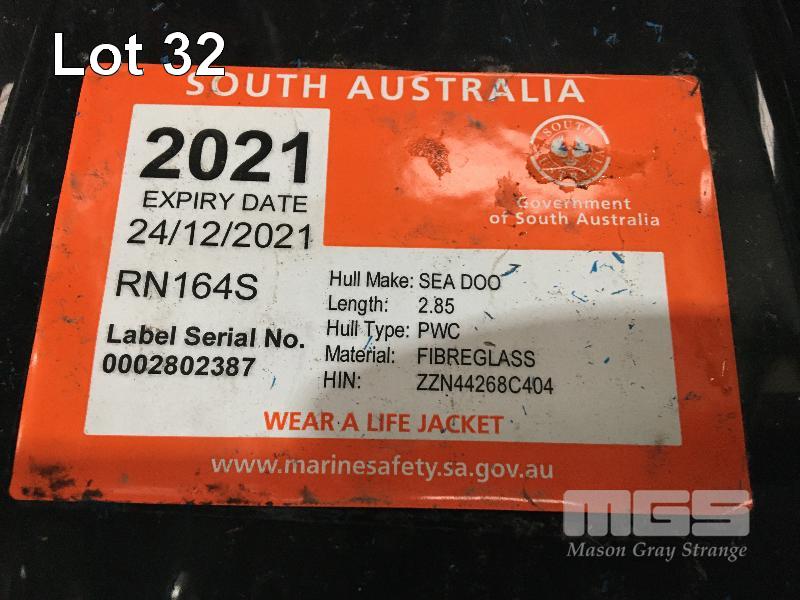 Lot 32
SOUTH AUSTRALIA
2021
EXPIRY DATE
24/12/2021
Government
of South Australia
RN164S
Label Serial No.
0002802387
Hull Make: SEA DOO
Length: 2.85
Hull Type: PWC
Material: FIBREGLASS
HIN: ZZN44268C404
WEAR A LIFE JACKET
www.marinesafety.sa.gov.au
MGS
Mason Gray Strange